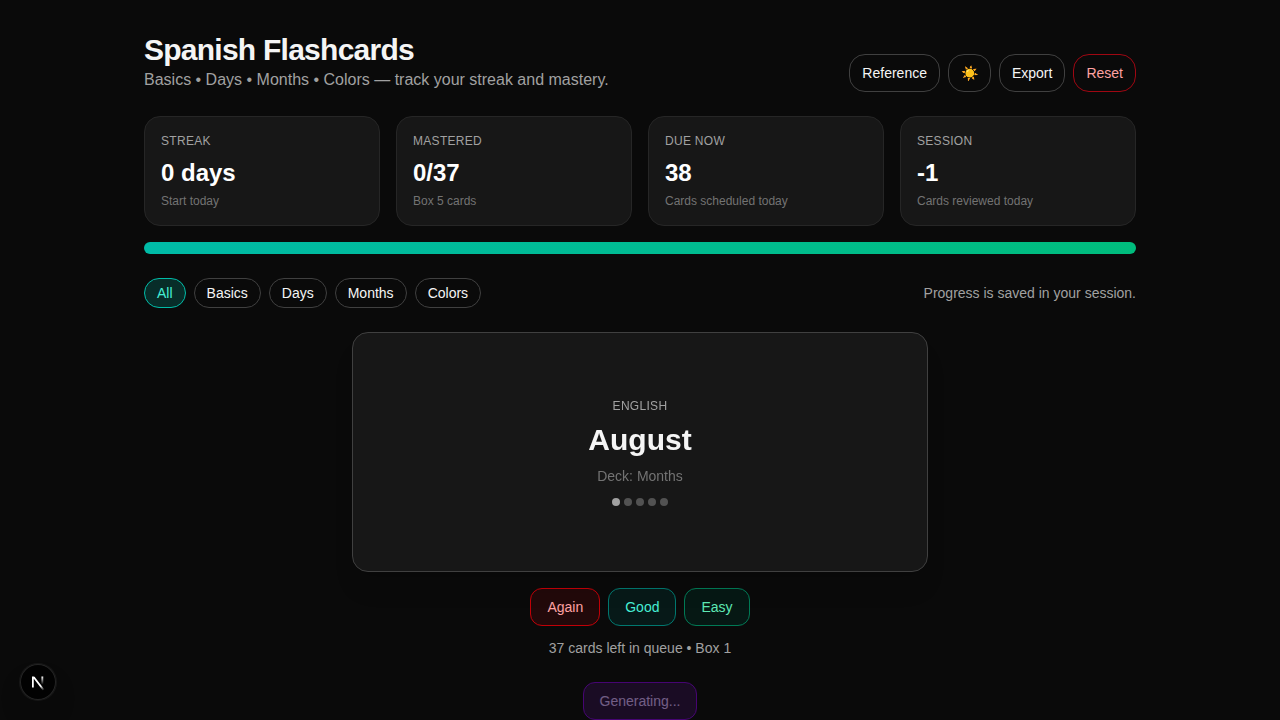 Spanish Flashcards
Basics • Days • Months • Colors — track your streak and mastery.
Reference
Export
Reset
STREAK
0 days
Start today
MASTERED
0/37
Box 5 cards
DUE NOW
38
Cards scheduled today
SESSION
-1
Cards reviewed today
All
Basics
Days
Months
Colors
Progress is saved in your session.
ENGLISH
August
Deck: Months
Again
Good
Easy
37 cards left in queue • Box 1
N
Generating...